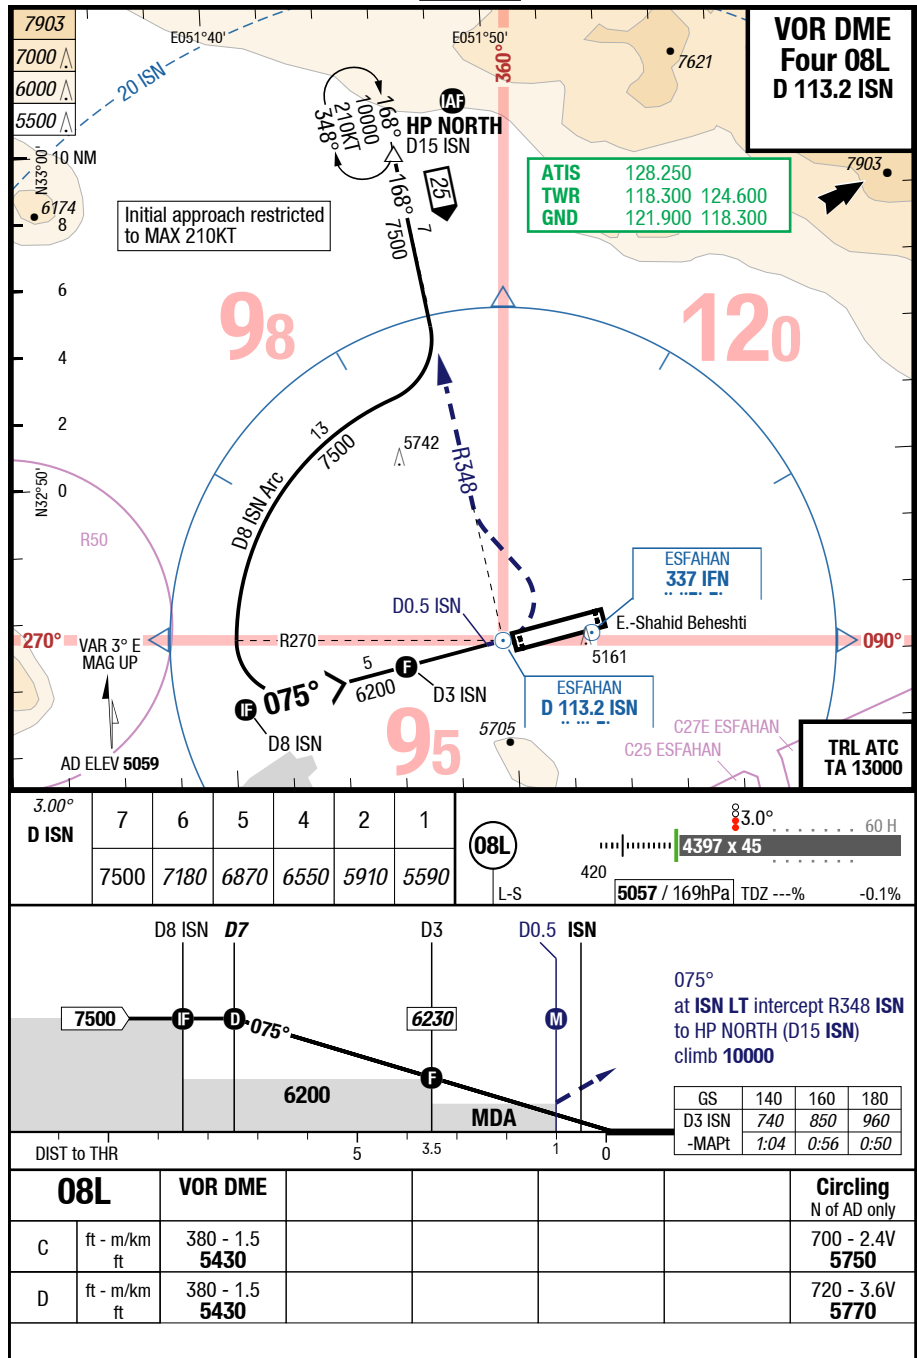 7903
7000
6000
5500
E051°40'
E051°50'
360°
VOR DME
Four 08L
D 113.2 ISN
7621
20 ISN
168°
10000
210KT
348°
IAF
HP NORTH
D15 ISN
N33°00'
10 NM
6174
8
Initial approach restricted
to MAX 210KT
168°
7500
7
25
ATIS 128.250
TWR 118.300 124.600
GND 121.900 118.300
7903
6
98
120
4
2
13
7500
5742
R348
N32°50'
0
D8 ISN Arc
R50
ESFAHAN
337 IFN
D0.5 ISN
E.-Shahid Beheshti
270°
VAR 3° E
MAG UP
R270
5161
090°
5
6200
F
D3 ISN
075°
IF
D8 ISN
ESFAHAN
D 113.2 ISN
95
5705
C27E ESFAHAN
C25 ESFAHAN
AD ELEV 5059
TRL ATC
TA 13000
3.00°
D ISN 7 6 5 4 2 1
7500 7180 6870 6550 5910 5590
08L
L-S
3.0°
60 H
4397 x 45
420
5057 / 169hPa TDZ ---% -0.1%
D8 ISN D7 D3 D0.5 ISN
7500 IF D 075° 6230 M
075°
at ISN LT intercept R348 ISN
to HP NORTH (D15 ISN)
climb 10000
F
6200
MDA
GS 140 160 180
D3 ISN 740 850 960
-MAPt 1:04 0:56 0:50
DIST to THR 5 3.5 1 0
08L VOR DME Circling
N of AD only
C ft - m/km 380 - 1.5 700 - 2.4V
ft 5430 5750
D ft - m/km 380 - 1.5 720 - 3.6V
ft 5430 5770